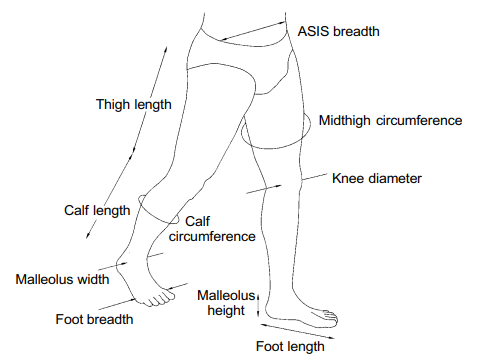 ASIS breadth
Thigh length
Midthigh circumference
Knee diameter
Calf length
Calf
circumference
Malleolus width
Malleolus
height
Foot breadth
Foot length